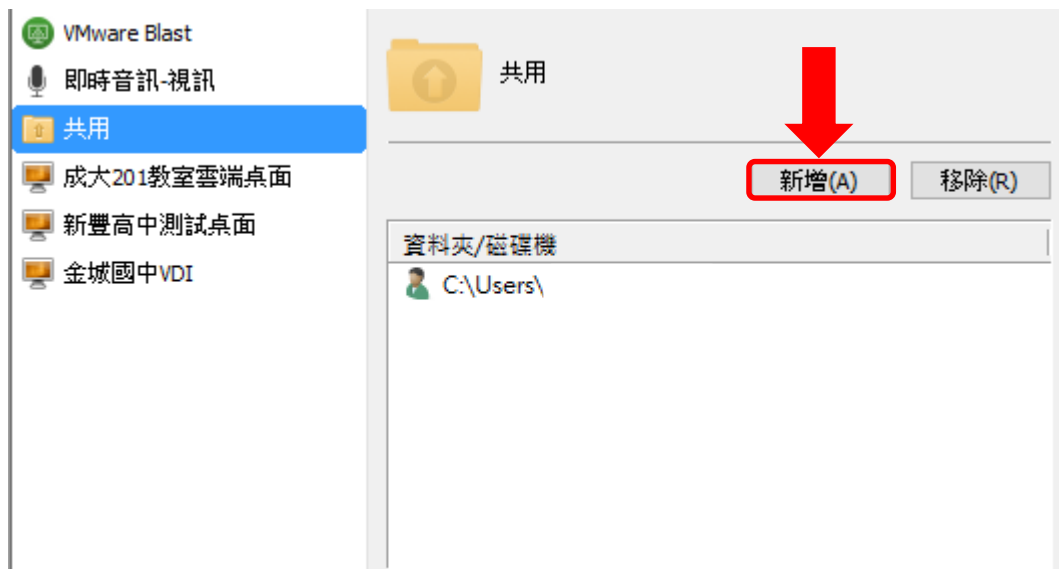 VMware Blast
即時音訊-視訊
共用
成大201教室雲端桌面
新豐高中測試桌面
金城國中VDI
共用
新增(A)
移除(R)
資料夾/磁碟機
C:\Users\